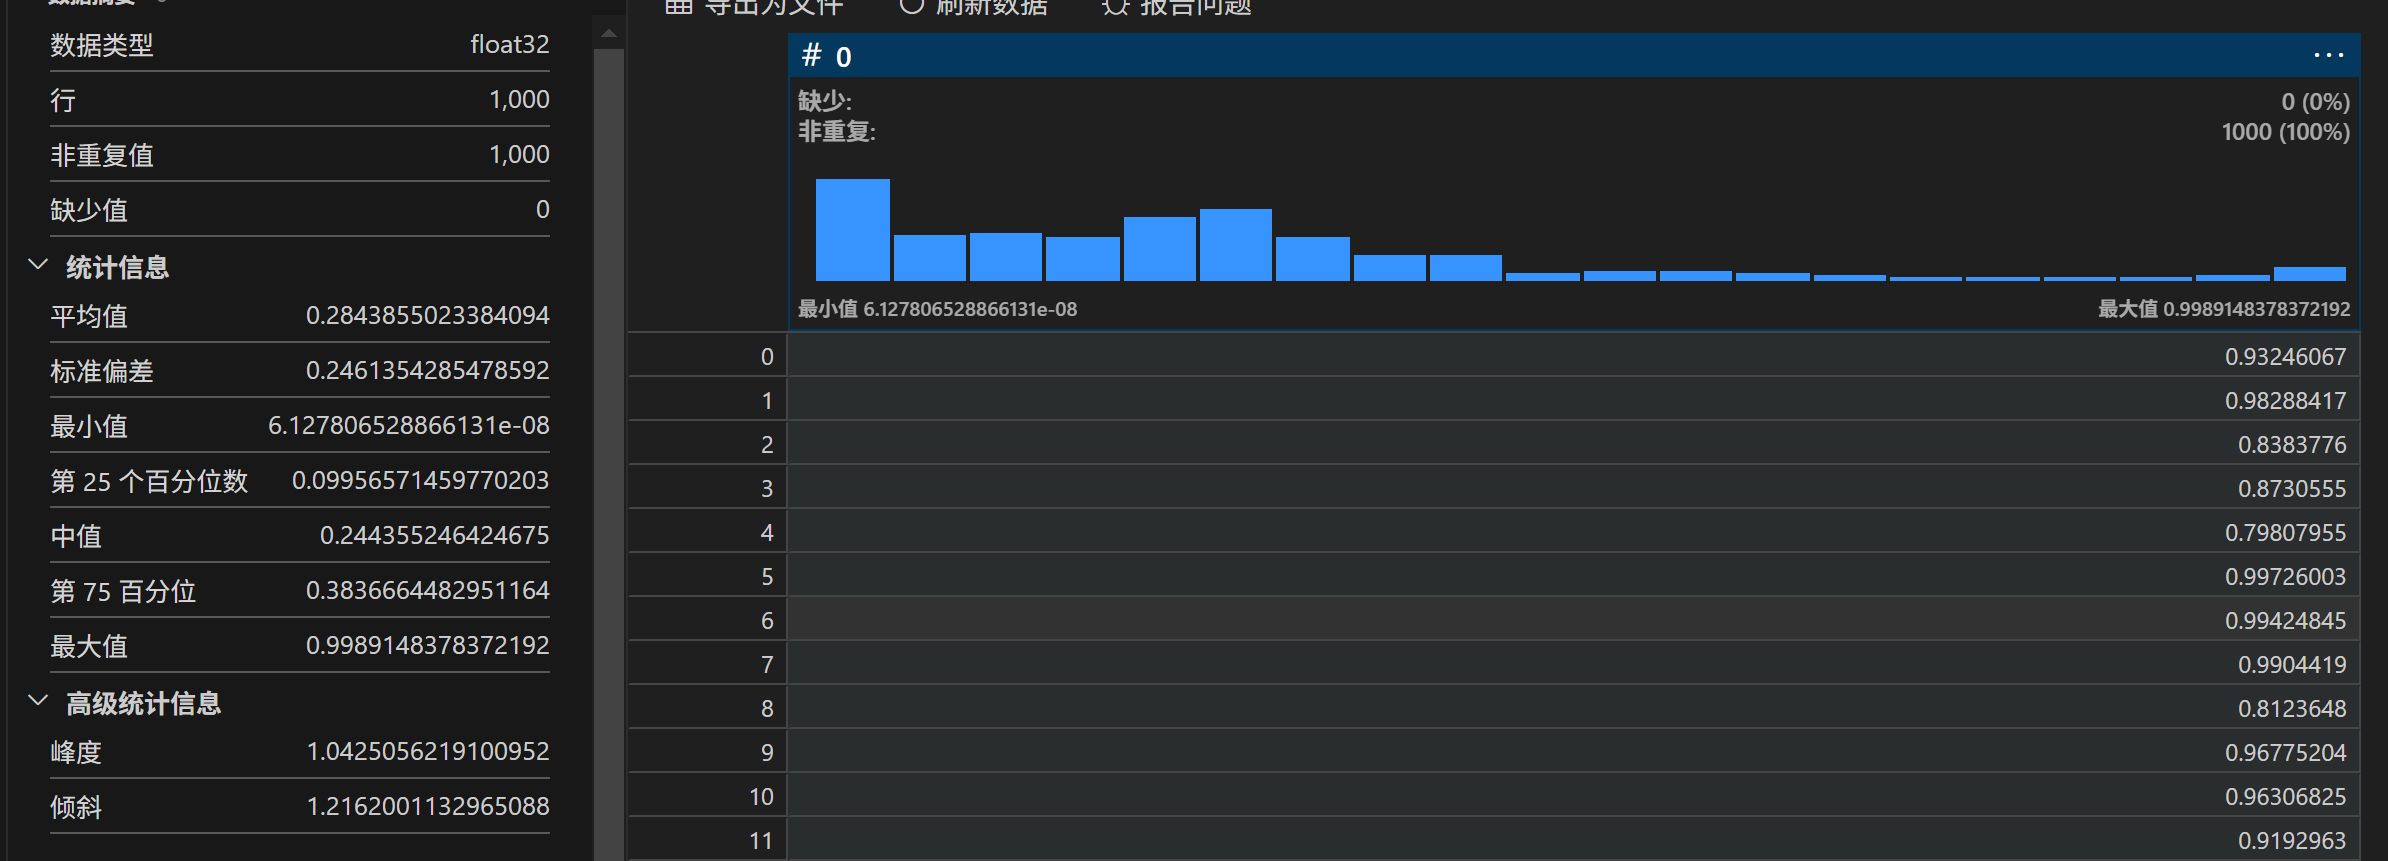 数据摘要
数据类型 float32
行 1,000
非重复值 1,000
缺少值 0
统计信息
平均值 0.2843855023384094
标准偏差 0.2461354285478592
最小值 6.127806528866131e-08
第 25 个百分位数 0.09956571459770203
中值 0.244355246424675
第 75 百分位 0.3836664482951164
最大值 0.9989148378372192
高级统计信息
峰度 1.0425056219100952
倾斜 1.2162001132965088
导出为文件 刷新数据 报告问题
# 0 ...
缺少: 0 (0%)
非重复: 1000 (100%)
最小值 6.127806528866131e-08 最大值 0.9989148378372192
0 0.93246067
1 0.98288417
2 0.8383776
3 0.8730555
4 0.79807955
5 0.99726003
6 0.99424845
7 0.9904419
8 0.8123648
9 0.96775204
10 0.96306825
11 0.9192963